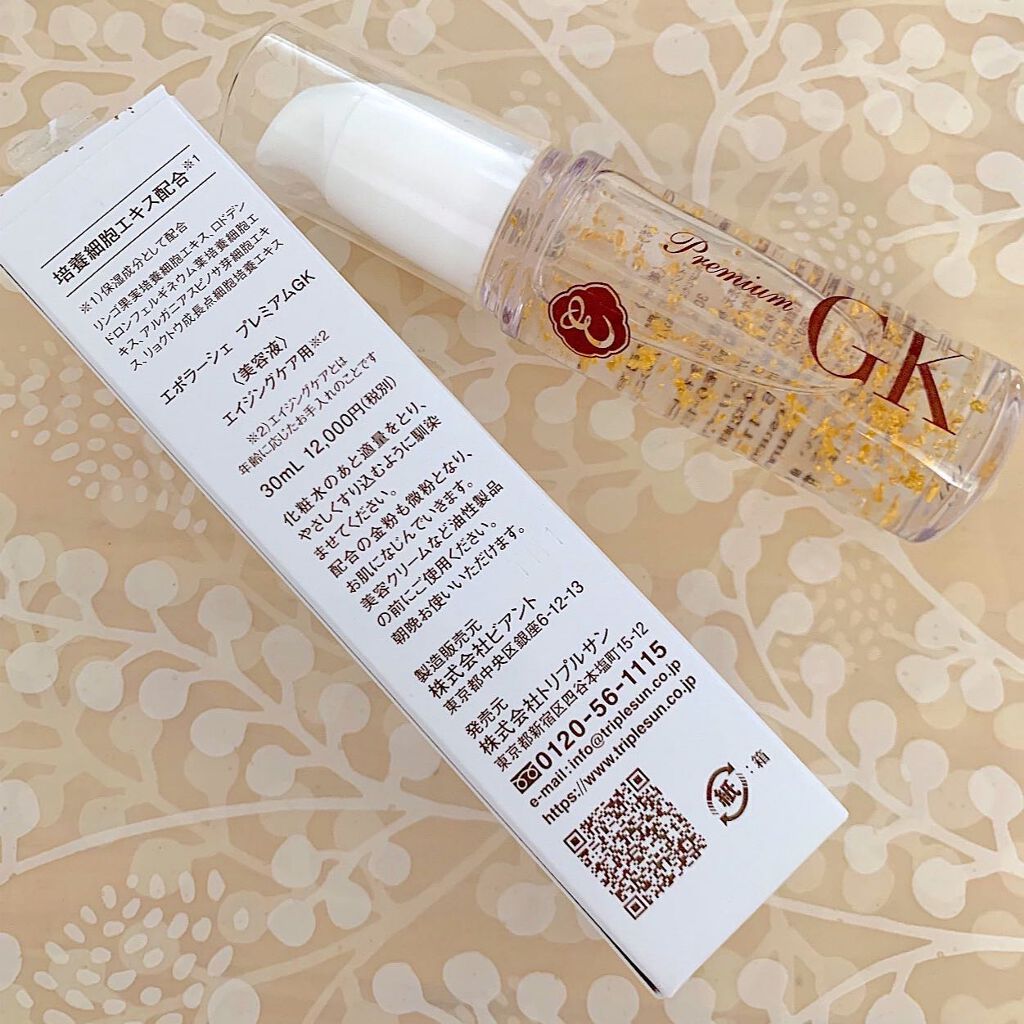 培養細胞エキス配合※1
※1)保湿成分として配合
リンゴ果実培養細胞エキス、ロドデン
ドロンフェルギネウム葉培養細胞エ
キス、アルガニアスピノサ芽細胞エキ
ス、リョクトウ成長点細胞培養エキス
エポラーシェ プレミアムGK
〈美容液〉
エイジングケア用※2
※2)エイジングケアとは
年齢に応じたお手入れのことです
30mL 12,000円(税別)
化粧水のあと適量をとり、
やさしくすり込むように馴染
ませてください。
配合の金粉も微粉となり、
お肌になじんでいきます。
美容クリームなど油性製品
の前にご使用ください。
朝晩お使いいただけます。
製造販売元
株式会社ビアント
東京都中央区銀座6-12-13
発売元
株式会社トリプルサン
東京都新宿区四谷本塩町15-12
0120-56-1115
e-mail:info@triplesun.co.jp
https://www.triplesun.co.jp
紙:箱
Premium
GK